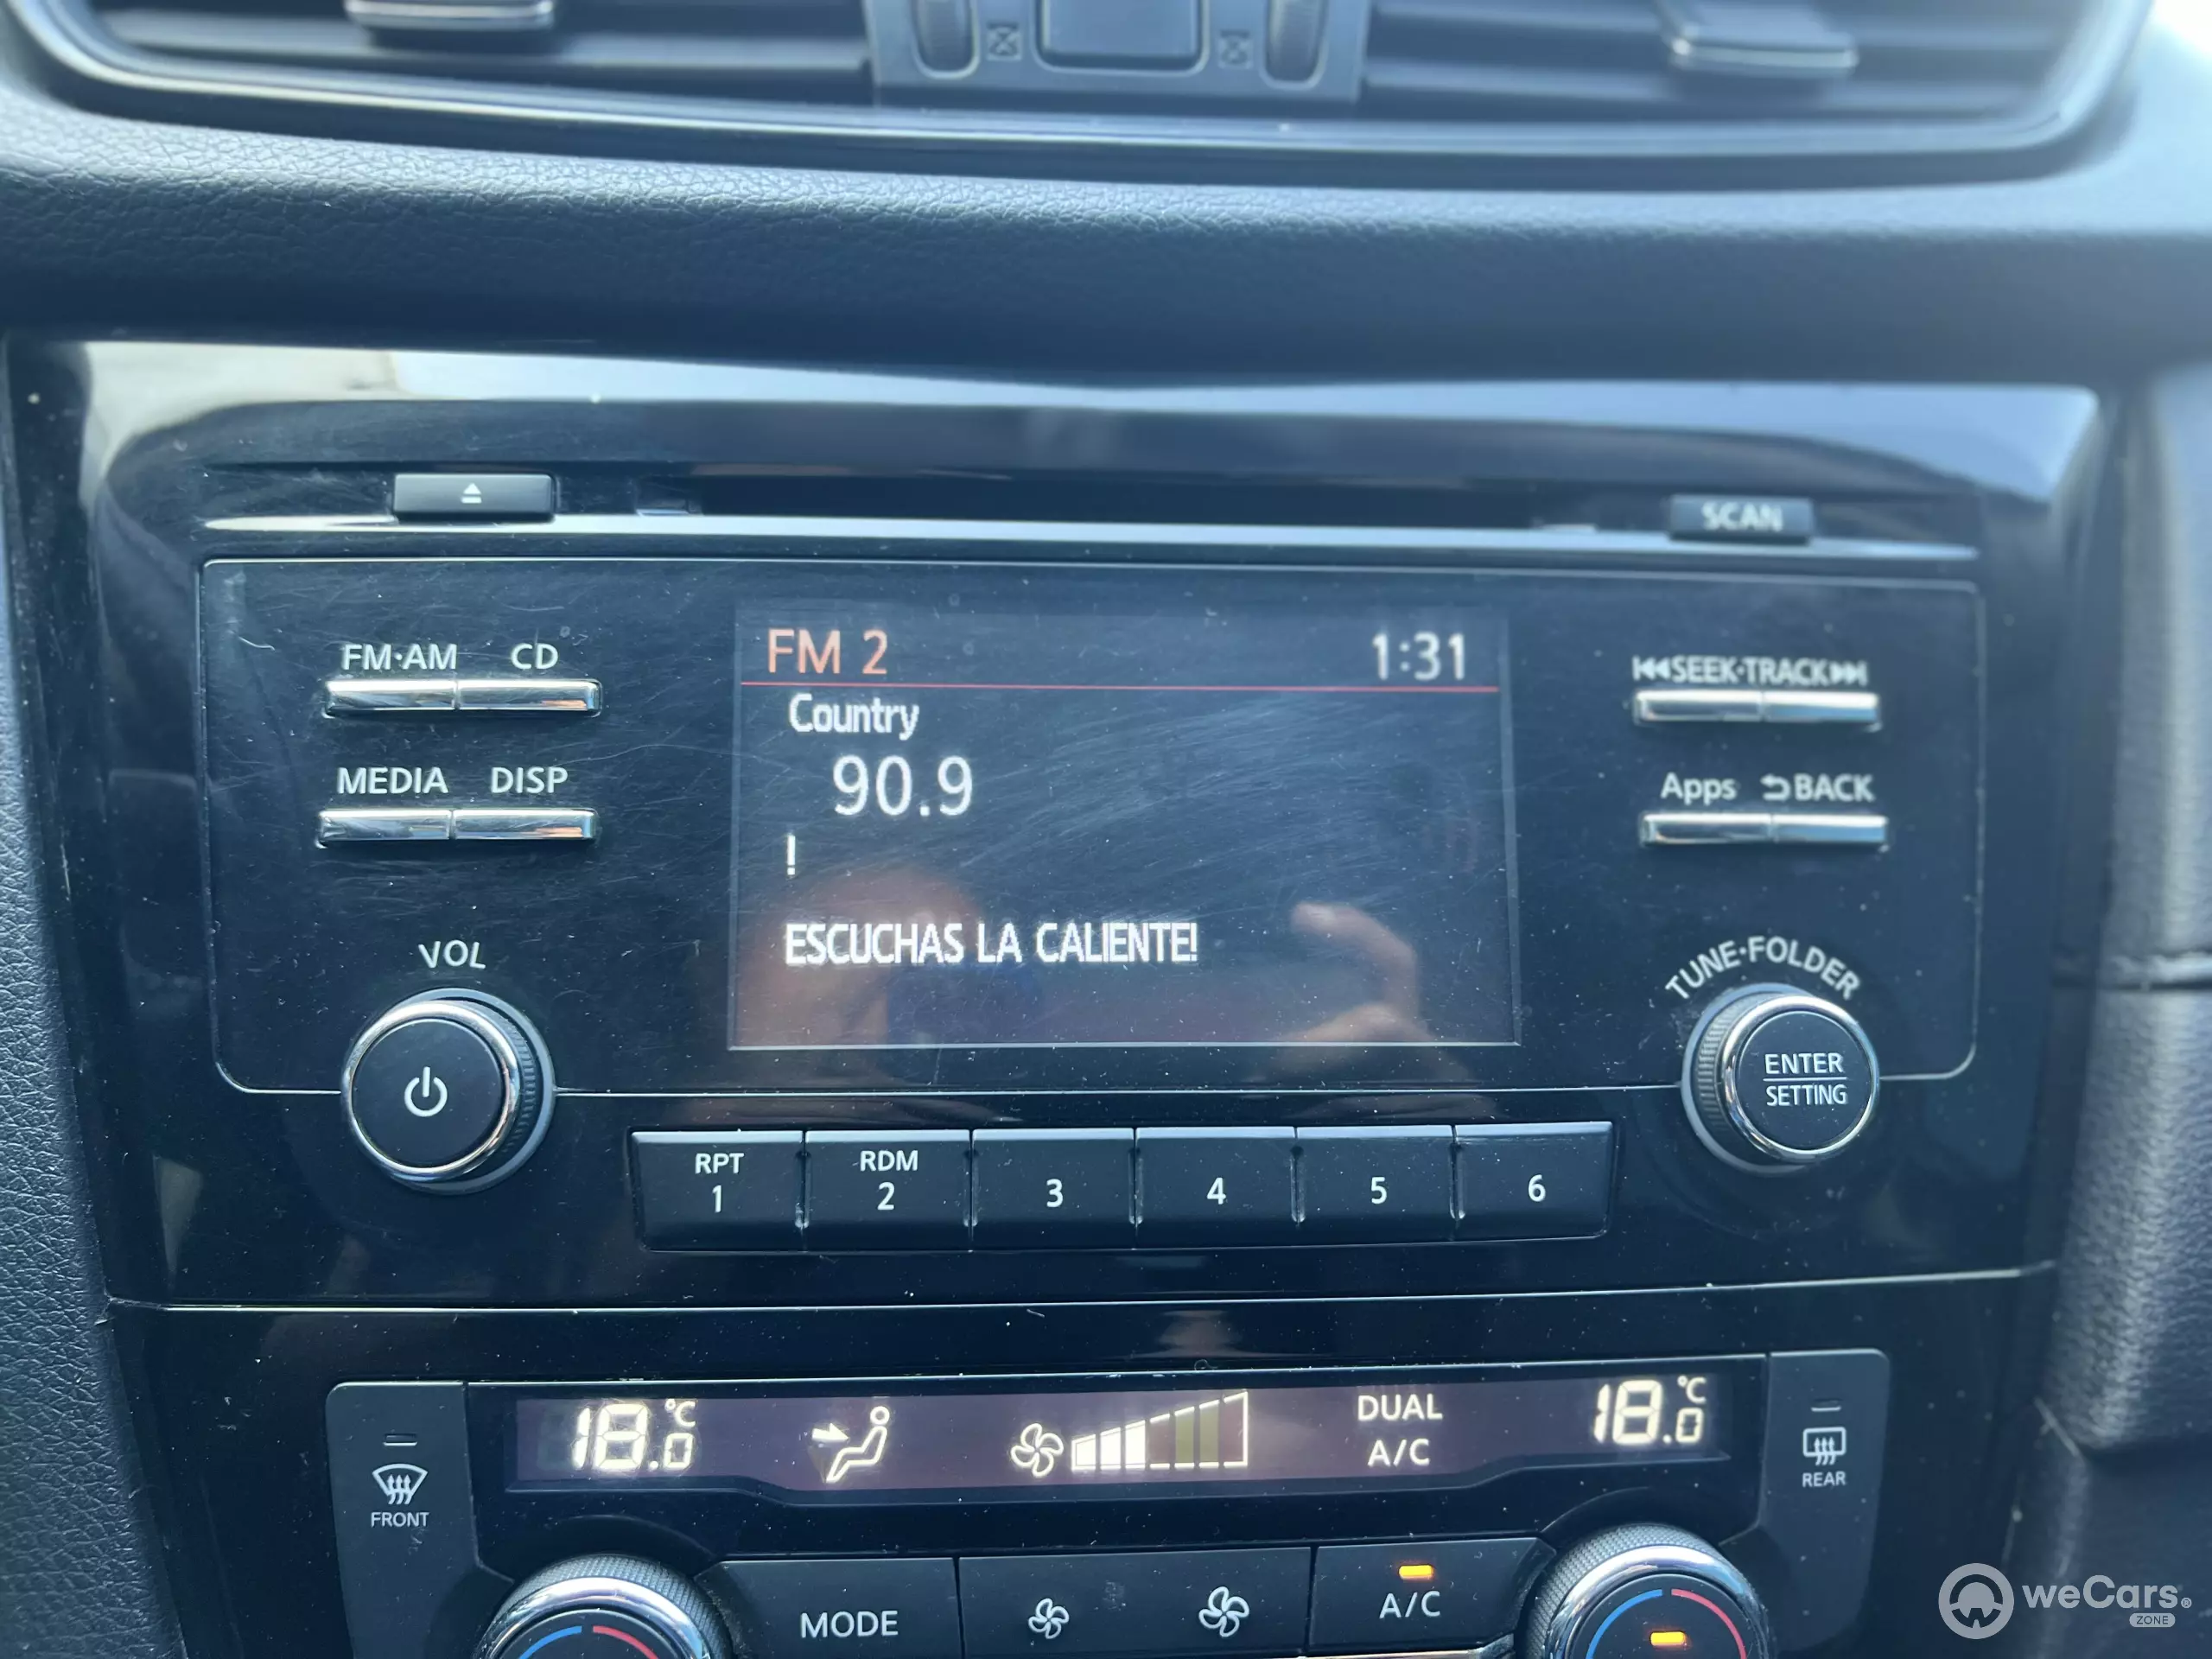 SCAN
FM·AM CD
FM 2 1:31
SEEK·TRACK
Country
90.9
MEDIA DISP
Apps BACK
!
ESCUCHAS LA CALIENTE!
VOL
TUNE·FOLDER
ENTER
SETTING
RPT
1
RDM
2
3
4
5
6
18.0 °C
DUAL
A/C
18.0 °C
FRONT
REAR
MODE
A/C
weCars®
ZONE